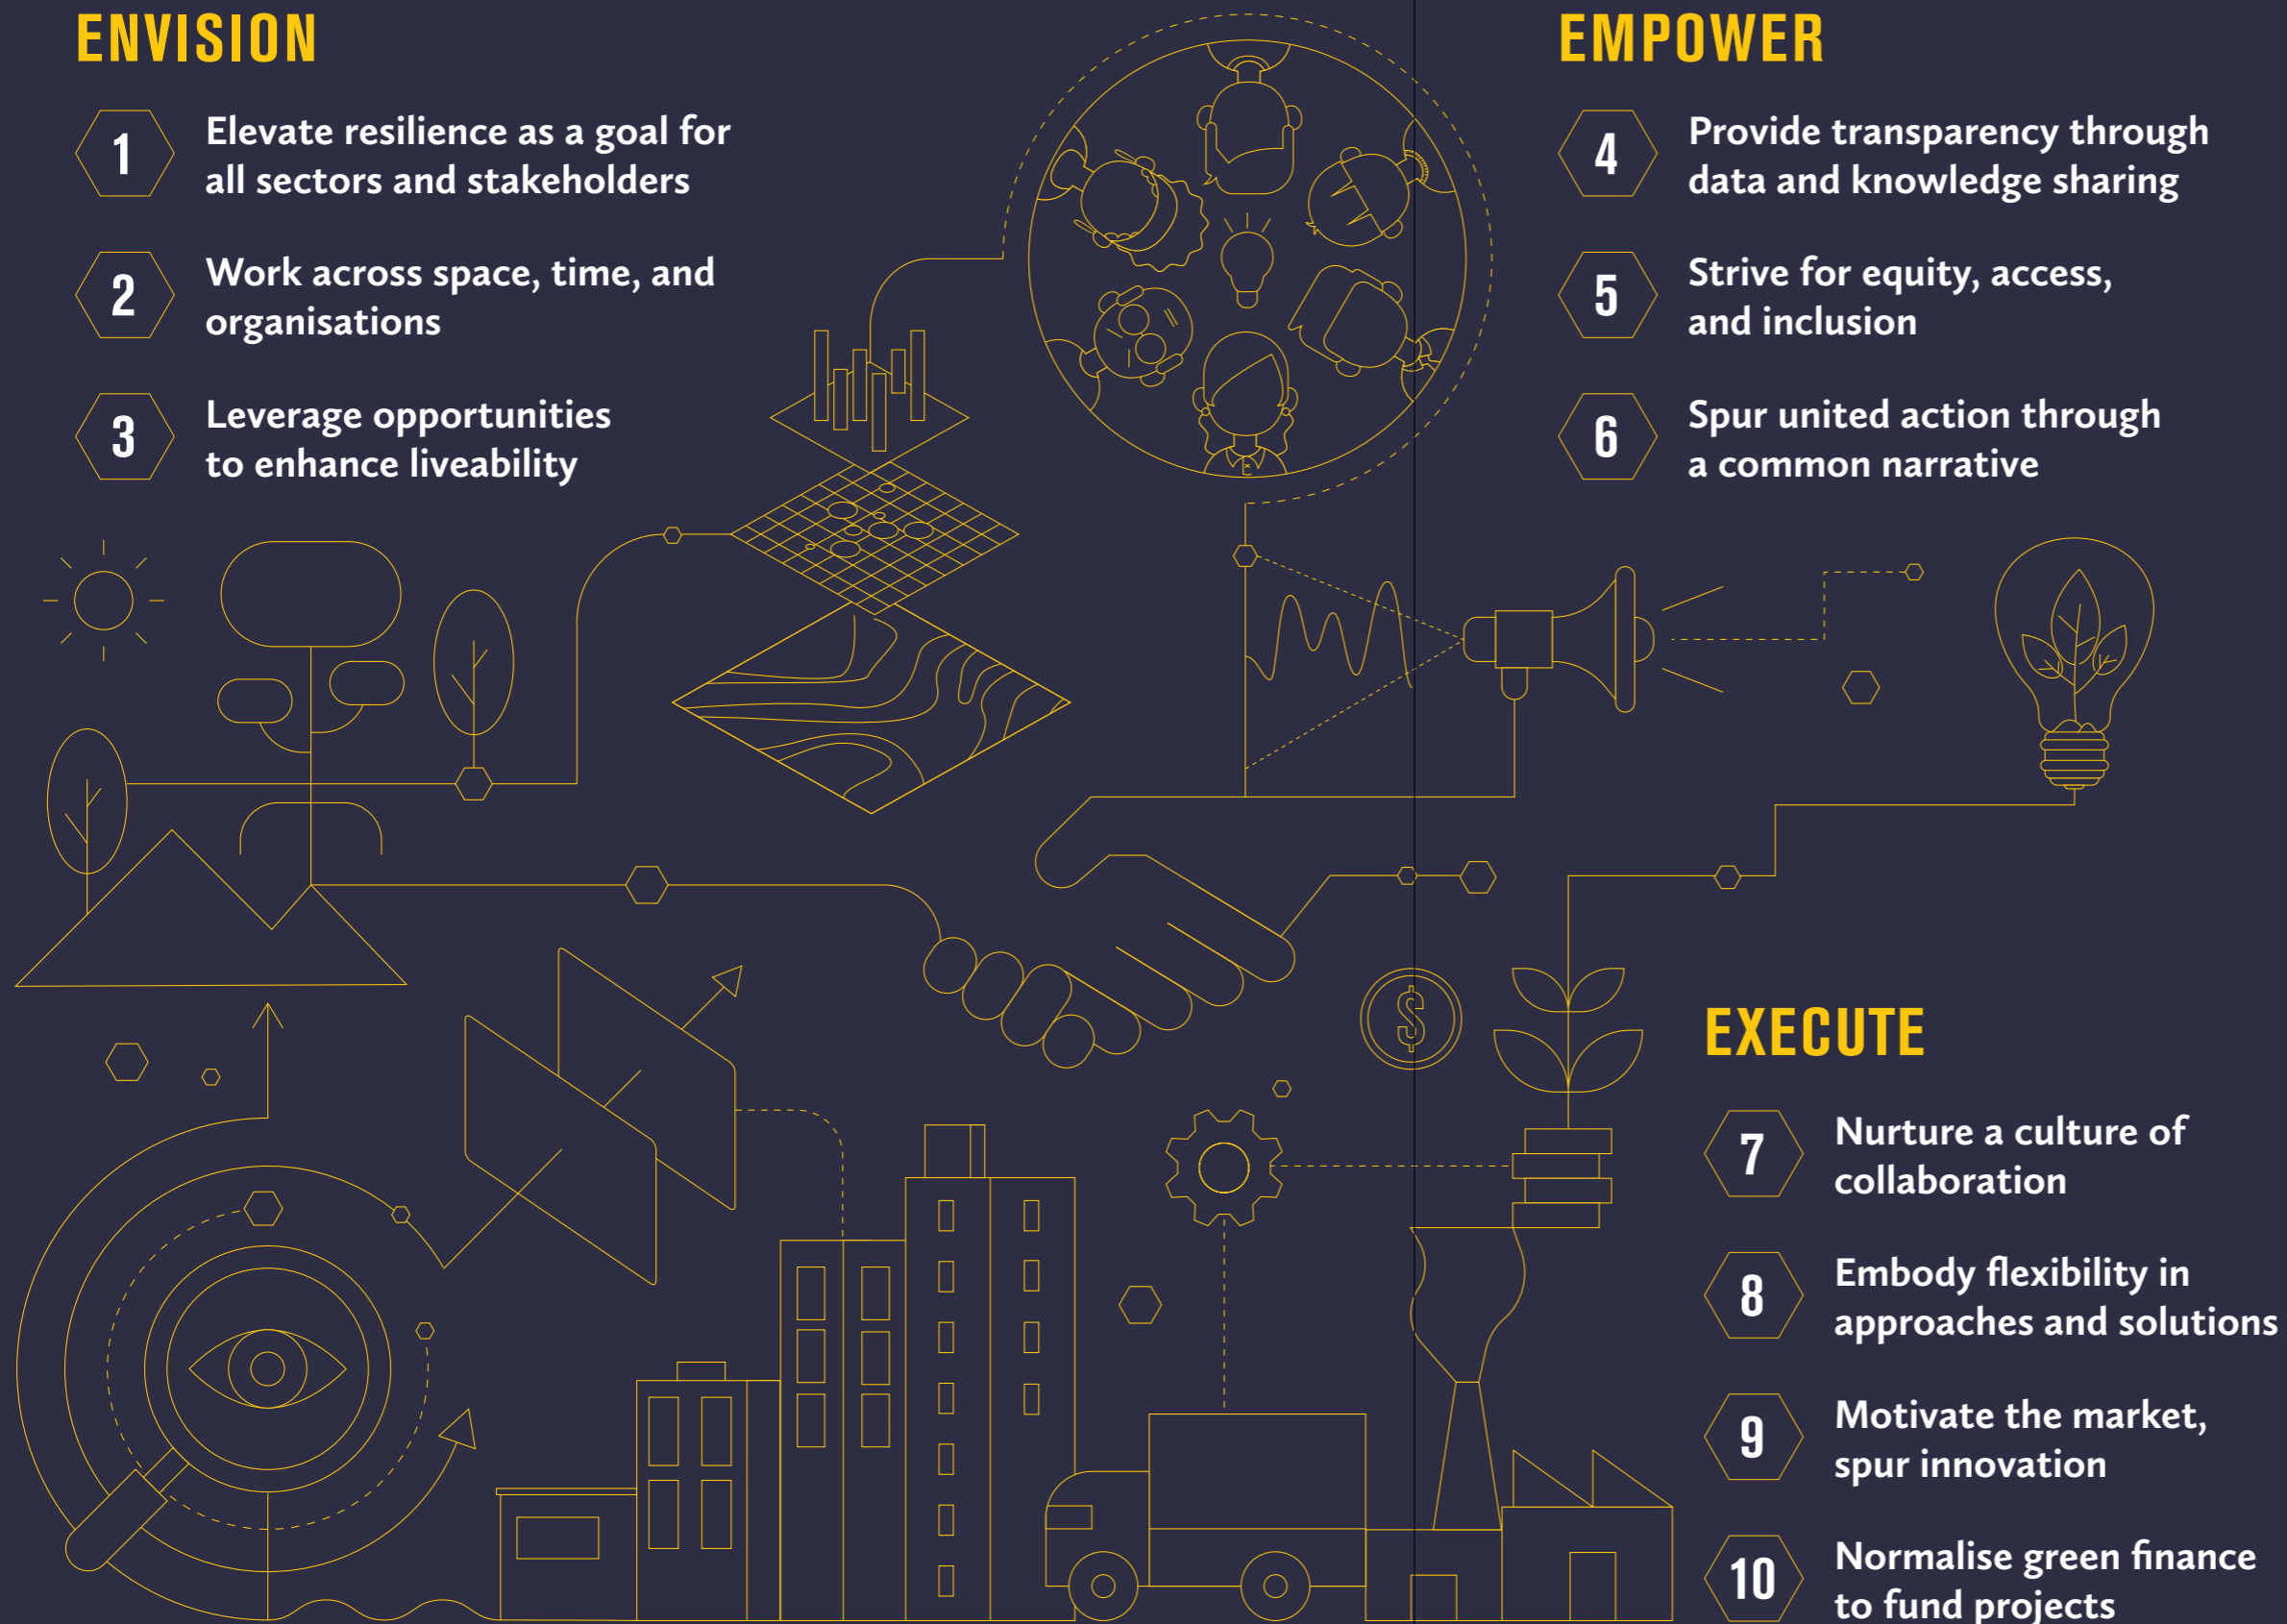 ENVISION
1
Elevate resilience as a goal for
all sectors and stakeholders
2
Work across space, time, and
organisations
3
Leverage opportunities
to enhance liveability
EMPOWER
4
Provide transparency through
data and knowledge sharing
5
Strive for equity, access,
and inclusion
6
Spur united action through
a common narrative
$
EXECUTE
7
Nurture a culture of
collaboration
8
Embody flexibility in
approaches and solutions
9
Motivate the market,
spur innovation
10
Normalise green finance
to fund projects